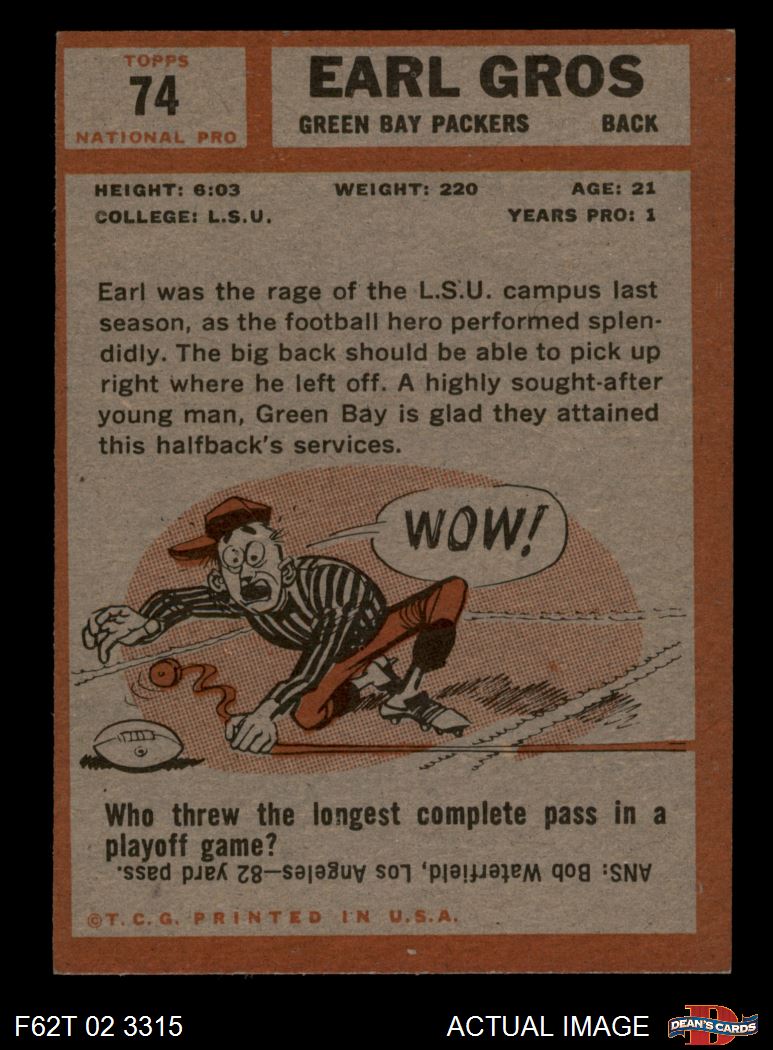 TOPPS
74
NATIONAL PRO
EARL GROS
GREEN BAY PACKERS BACK
HEIGHT: 6:03 WEIGHT: 220 AGE: 21
COLLEGE: L.S.U. YEARS PRO: 1
Earl was the rage of the L.S.U. campus last
season, as the football hero performed splen-
didly. The big back should be able to pick up
right where he left off. A highly sought-after
young man, Green Bay is glad they attained
this halfback's services.
WOW!
Who threw the longest complete pass in a
playoff game?
ANS: Bob Waterfield, Los Angeles—82 yard pass.
©T.C.G. PRINTED IN U.S.A.
F62T 02 3315 ACTUAL IMAGE
D
DEAN'S CARDS